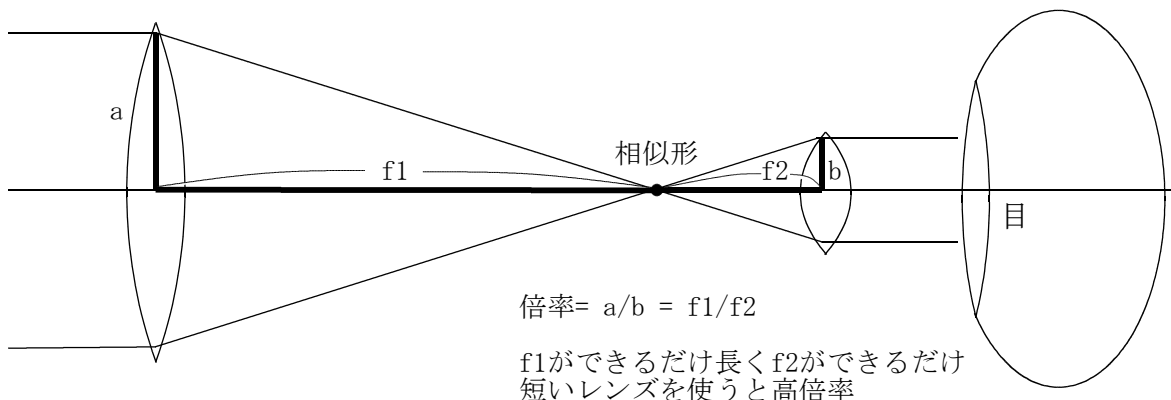 a
f1
相似形
f2
b
目
倍率= a/b = f1/f2
f1ができるだけ長くf2ができるだけ
短いレンズを使うと高倍率